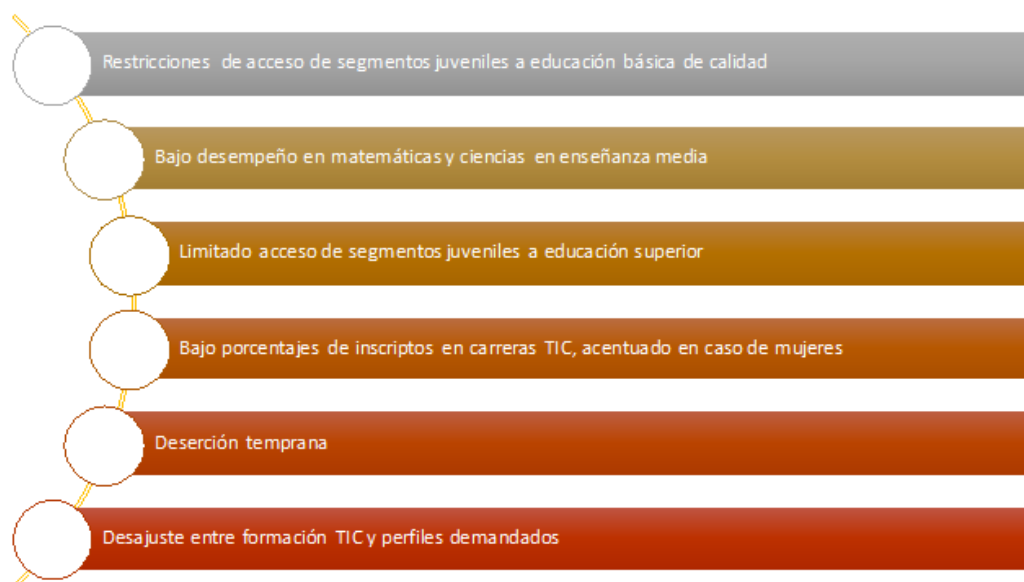 Restricciones de acceso de segmentos juveniles a educación básica de calidad
Bajo desempeño en matemáticas y ciencias en enseñanza media
Limitado acceso de segmentos juveniles a educación superior
Bajo porcentajes de inscriptos en carreras TIC, acentuado en caso de mujeres
Deserción temprana
Desajuste entre formación TIC y perfiles demandados